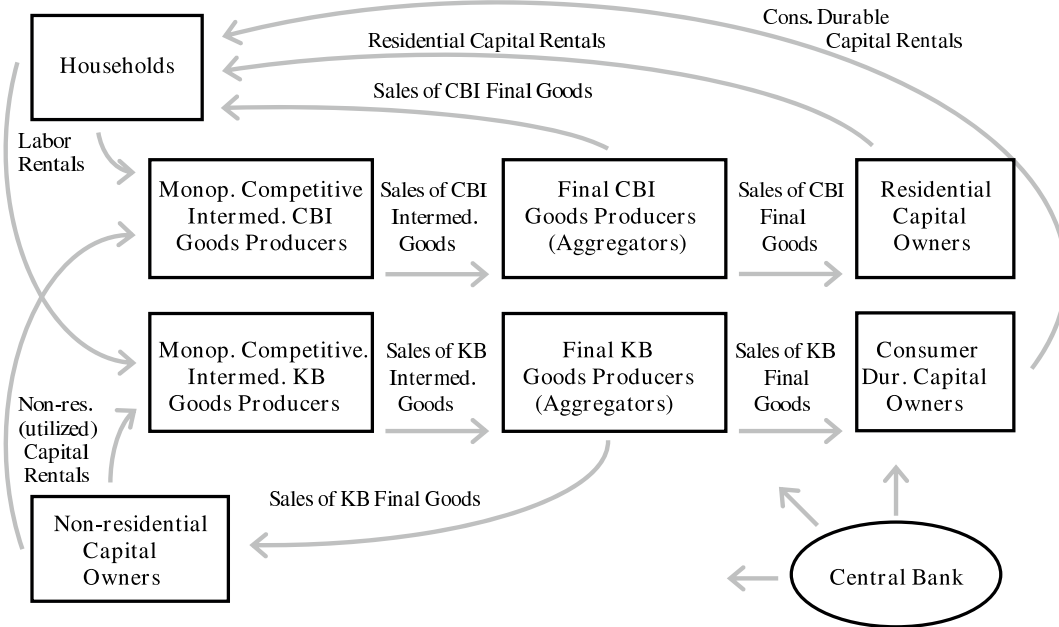 Cons. Durable
Capital Rentals
Residential Capital Rentals
Households
Sales of CBI Final Goods
Labor
Rentals
Monop. Competitive
Intermed. CBI
Goods Producers
Sales of CBI
Intermed.
Goods
Final CBI
Goods Producers
(Aggregators)
Sales of CBI
Final
Goods
Residential
Capital
Owners
Monop. Competitive.
Intermed. KB
Goods Producers
Sales of KB
Intermed.
Goods
Final KB
Goods Producers
(Aggregators)
Sales of KB
Final
Goods
Consumer
Dur. Capital
Owners
Non-res.
(utilized)
Capital
Rentals
Sales of KB Final Goods
Non-residential
Capital
Owners
Central Bank